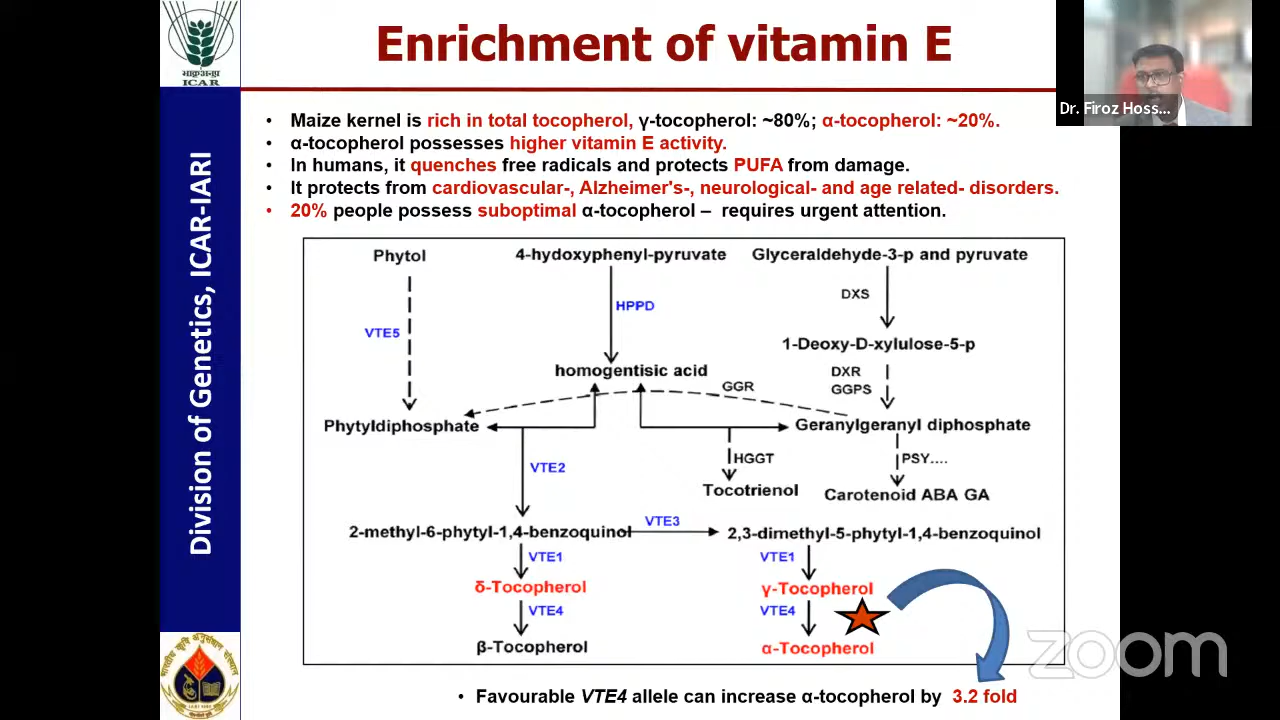 भाकृअनुप
ICAR
Enrichment of vitamin E
Dr. Firoz Hoss...
Division of Genetics, ICAR-IARI
• Maize kernel is rich in total tocopherol, γ-tocopherol: ~80%; α-tocopherol: ~20%.
• α-tocopherol possesses higher vitamin E activity.
• In humans, it quenches free radicals and protects PUFA from damage.
• It protects from cardiovascular-, Alzheimer's-, neurological- and age related- disorders.
• 20% people possess suboptimal α-tocopherol – requires urgent attention.
Phytol
4-hydoxyphenyl-pyruvate
Glyceraldehyde-3-p and pyruvate
DXS
HPPD
VTE5
1-Deoxy-D-xylulose-5-p
homogentisic acid
DXR
GGPS
GGR
Phytyldiphosphate
Geranylgeranyl diphosphate
VTE2
HGGT
PSY....
Tocotrienol
Carotenoid ABA GA
2-methyl-6-phytyl-1,4-benzoquinol
VTE3
2,3-dimethyl-5-phytyl-1,4-benzoquinol
VTE1
VTE1
δ-Tocopherol
γ-Tocopherol
VTE4
VTE4
β-Tocopherol
α-Tocopherol
zoom
• Favourable VTE4 allele can increase α-tocopherol by 3.2 fold